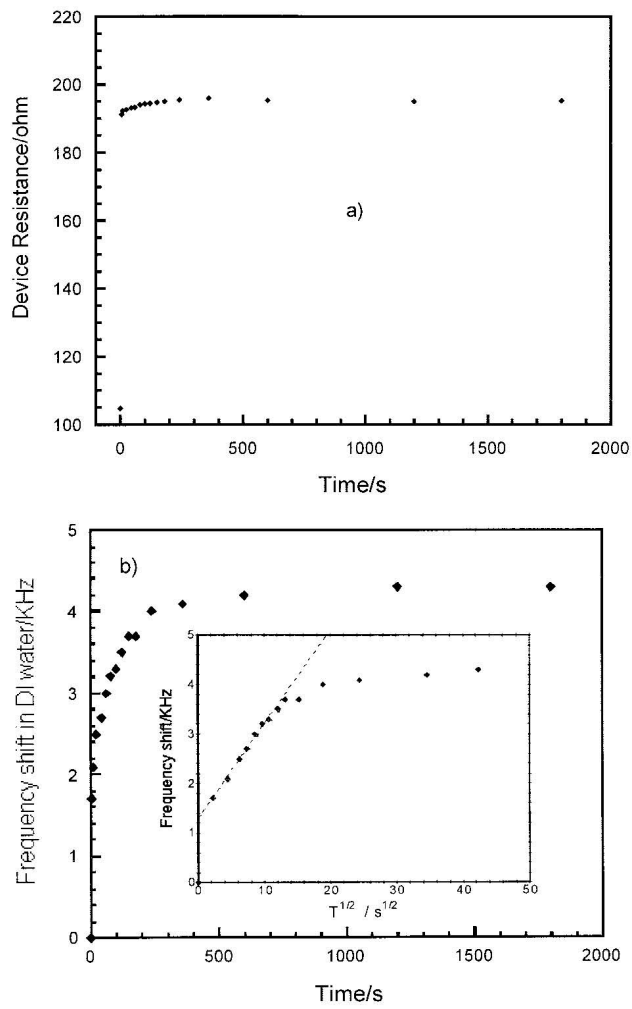 220
200
180
160
140
120
100
Device Resistance/ohm
a)
0 500 1000 1500 2000
Time/s
b)
5
4
3
2
1
0
Frequency shift in DI water/KHz
5
4
3
2
1
0
Frequency shift/KHz
0 10 20 30 40 50
T1/2 / s1/2
0 500 1000 1500 2000
Time/s